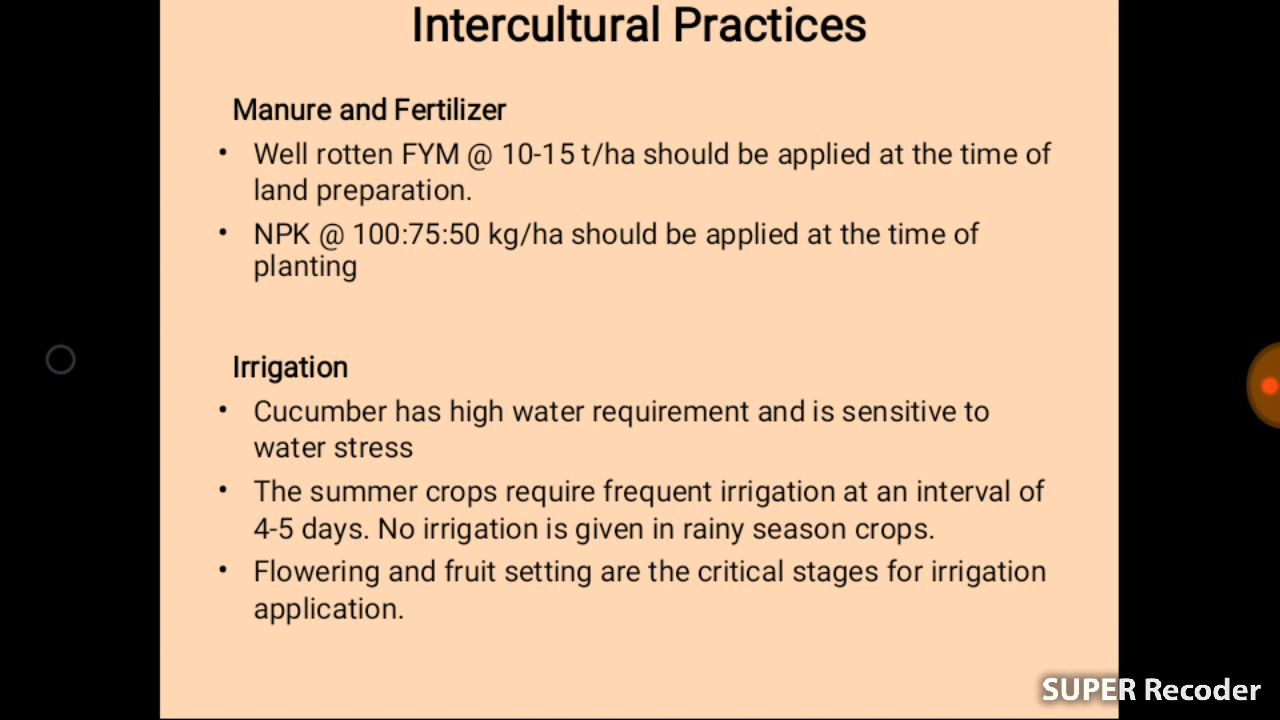 Intercultural Practices
Manure and Fertilizer
• Well rotten FYM @ 10-15 t/ha should be applied at the time of
land preparation.
• NPK @ 100:75:50 kg/ha should be applied at the time of
planting
Irrigation
• Cucumber has high water requirement and is sensitive to
water stress
• The summer crops require frequent irrigation at an interval of
4-5 days. No irrigation is given in rainy season crops.
• Flowering and fruit setting are the critical stages for irrigation
application.
SUPER Recoder